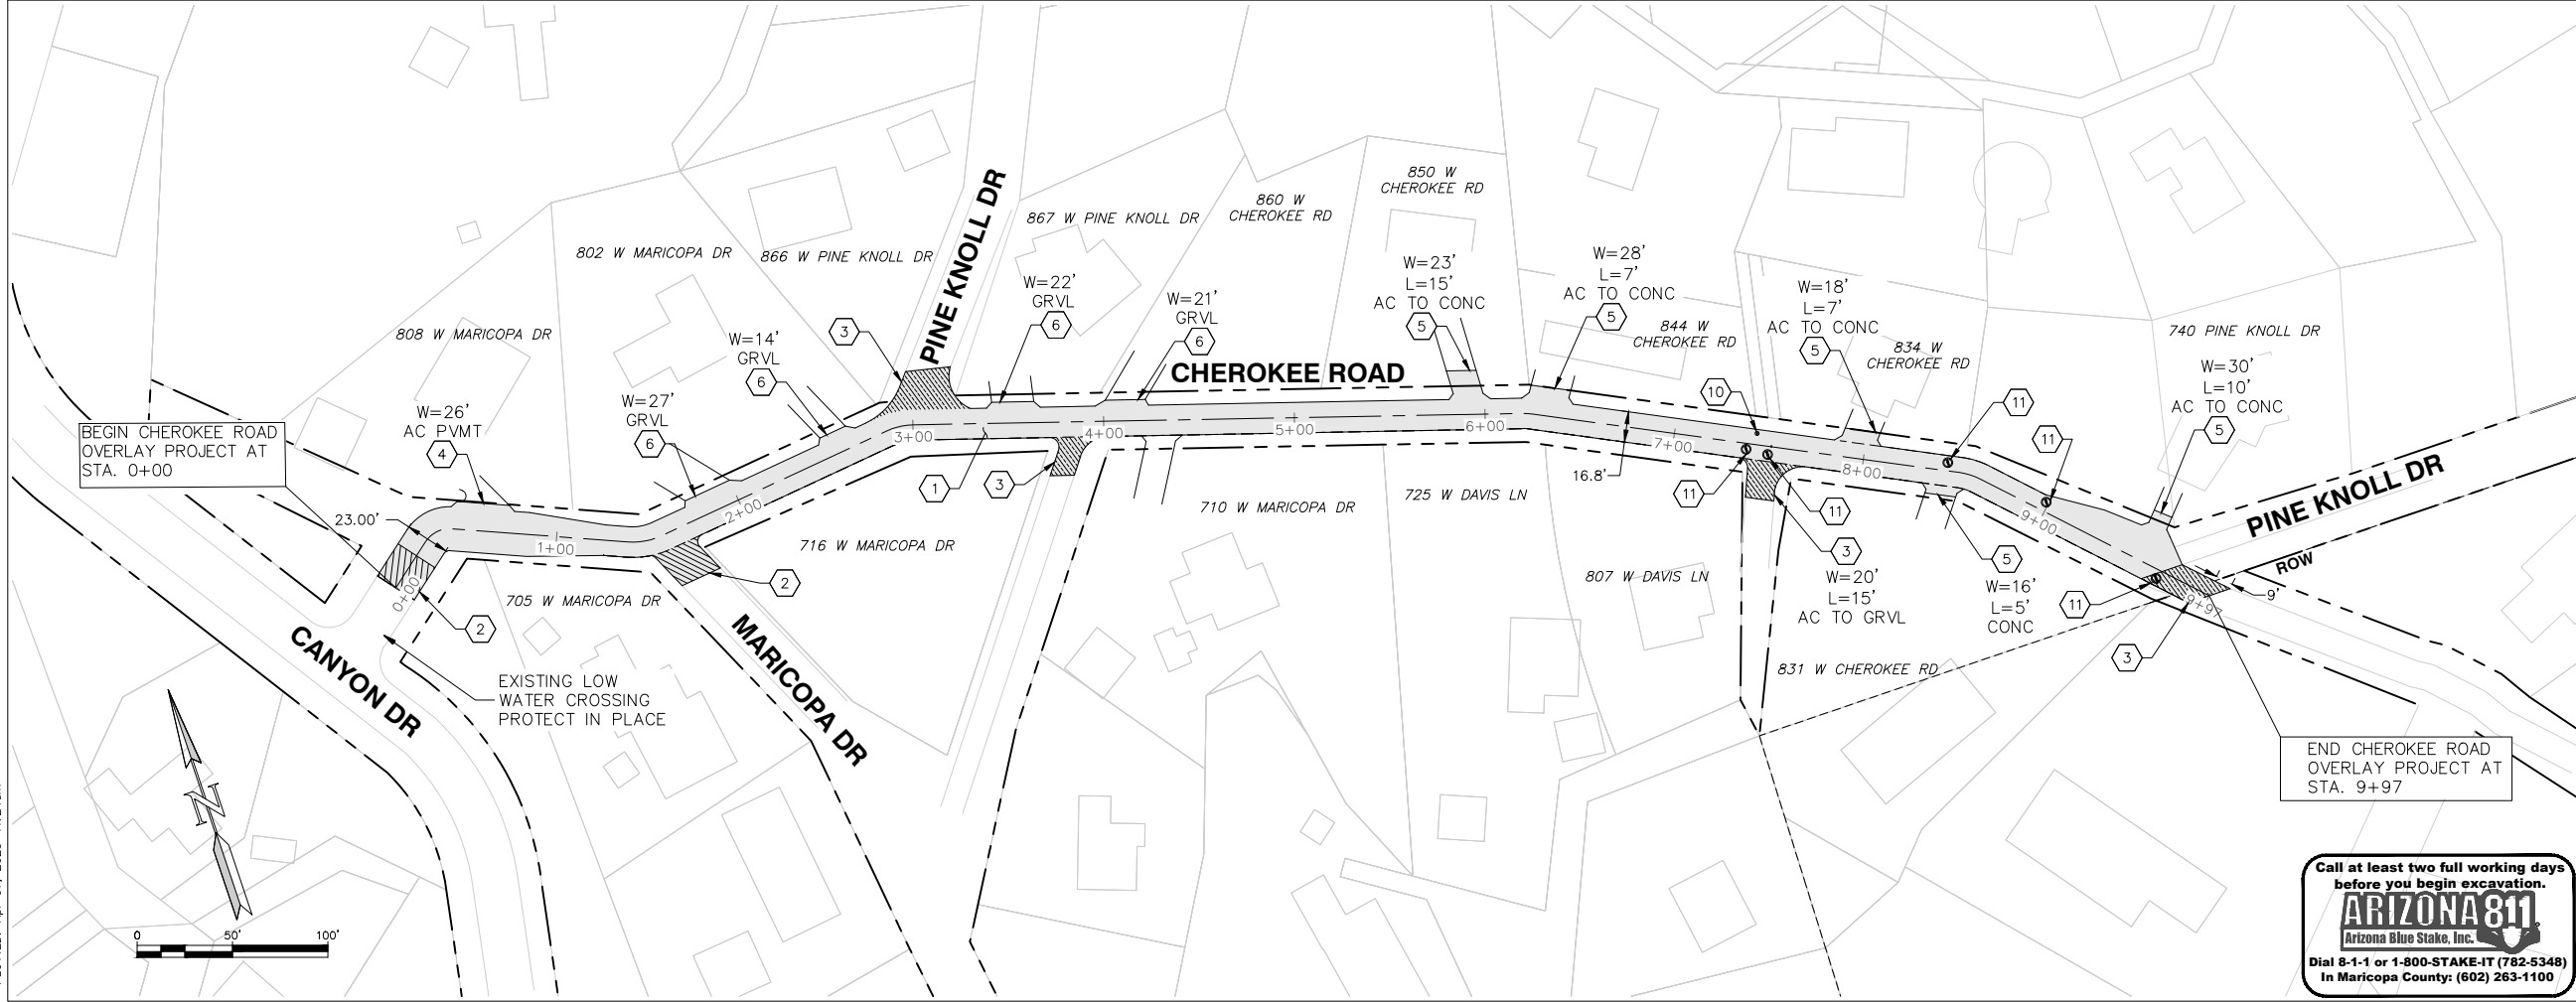 PINE KNOLL DR
850 W
CHEROKEE RD
860 W
CHEROKEE RD
867 W PINE KNOLL DR
802 W MARICOPA DR
866 W PINE KNOLL DR
808 W MARICOPA DR
W=22'
GRVL
6
W=21'
GRVL
6
W=23'
L=15'
AC TO CONC
5
W=28'
L=7'
AC TO CONC
5
844 W
CHEROKEE RD
W=18'
L=7'
AC TO CONC
5
834 W
CHEROKEE RD
740 PINE KNOLL DR
W=30'
L=10'
AC TO CONC
5
3
W=14'
GRVL
6
W=27'
GRVL
6
W=26'
AC PVMT
4
CHEROKEE ROAD
10
11
11
BEGIN CHEROKEE ROAD
OVERLAY PROJECT AT
STA. 0+00
23.00'
0+00
1+00
2+00
3+00
4+00
5+00
6+00
7+00
8+00
9+00
9+97
16.8'
1
3
11
11
3
W=20'
L=15'
AC TO GRVL
5
W=16'
L=5'
CONC
11
3
9'
PINE KNOLL DR
ROW
2
2
705 W MARICOPA DR
716 W MARICOPA DR
710 W MARICOPA DR
725 W DAVIS LN
807 W DAVIS LN
831 W CHEROKEE RD
CANYON DR
MARICOPA DR
EXISTING LOW
WATER CROSSING
PROTECT IN PLACE
END CHEROKEE ROAD
OVERLAY PROJECT AT
STA. 9+97
N
0 50' 100'
Call at least two full working days
before you begin excavation.
ARIZONA 811
Arizona Blue Stake, Inc.
Dial 8-1-1 or 1-800-STAKE-IT (782-5348)
In Maricopa County: (602) 263-1100